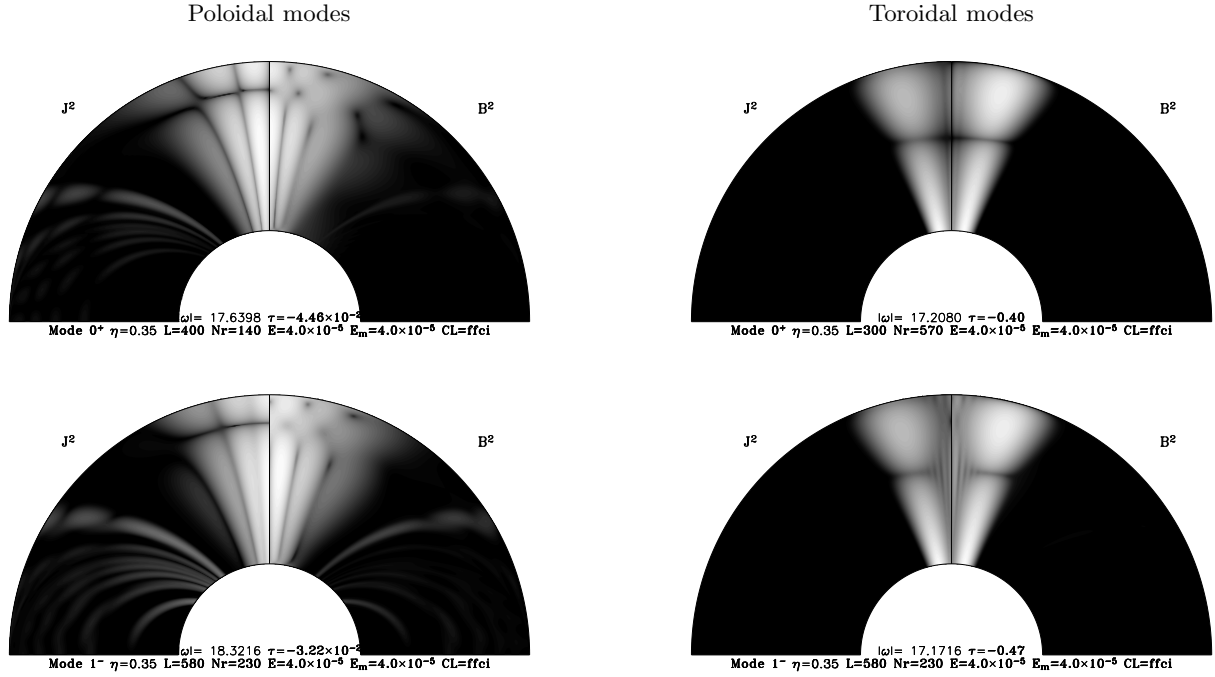 Poloidal modes
Toroidal modes
J² B²
|ω|= 17.6398 τ=−4.46×10⁻²
Mode 0⁺ η=0.35 L=400 Nr=140 E=4.0×10⁻⁵ Eₘ=4.0×10⁻⁵ CL=ffci
J² B²
|ω|= 17.2080 τ=−0.40
Mode 0⁺ η=0.35 L=300 Nr=570 E=4.0×10⁻⁵ Eₘ=4.0×10⁻⁵ CL=ffci
J² B²
|ω|= 18.3216 τ=−3.22×10⁻²
Mode 1⁻ η=0.35 L=580 Nr=230 E=4.0×10⁻⁵ Eₘ=4.0×10⁻⁵ CL=ffci
J² B²
|ω|= 17.1716 τ=−0.47
Mode 1⁻ η=0.35 L=580 Nr=230 E=4.0×10⁻⁵ Eₘ=4.0×10⁻⁵ CL=ffci